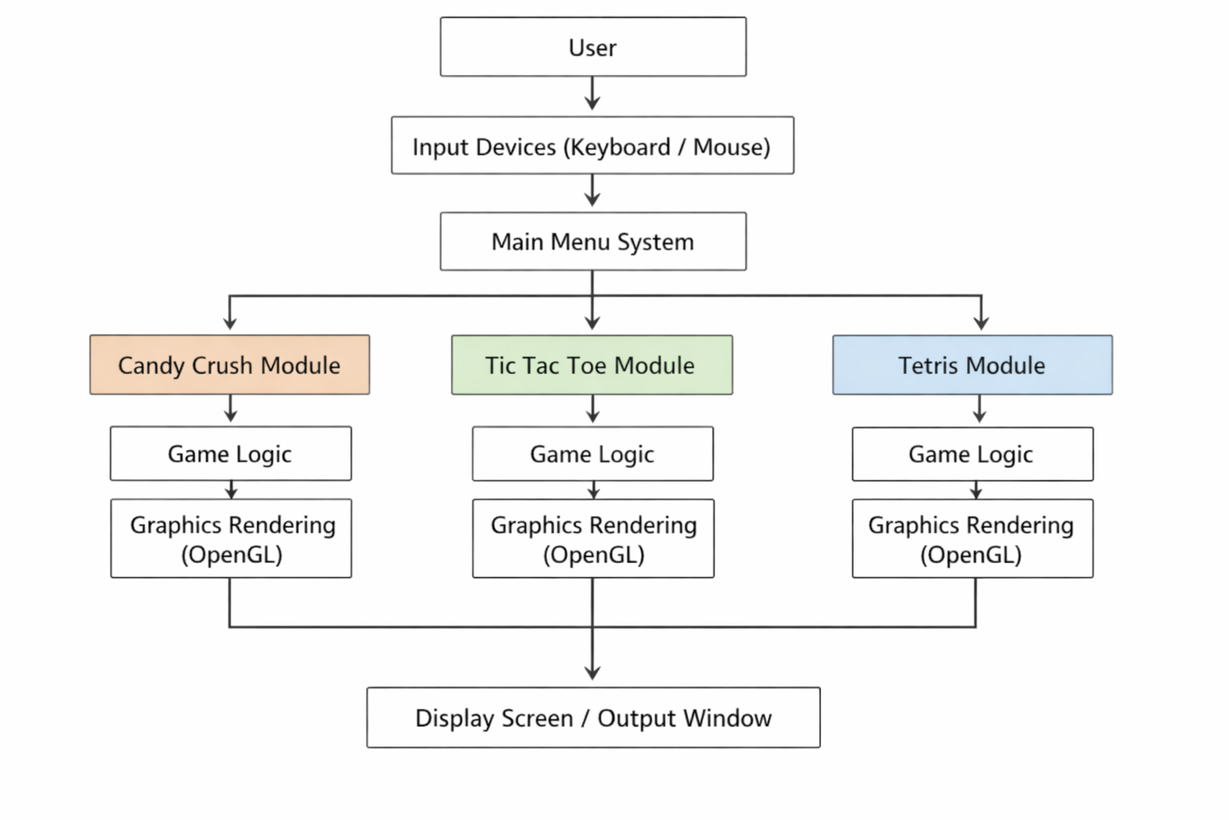 User
Input Devices (Keyboard / Mouse)
Main Menu System
Candy Crush Module
Tic Tac Toe Module
Tetris Module
Game Logic
Game Logic
Game Logic
Graphics Rendering
(OpenGL)
Graphics Rendering
(OpenGL)
Graphics Rendering
(OpenGL)
Display Screen / Output Window